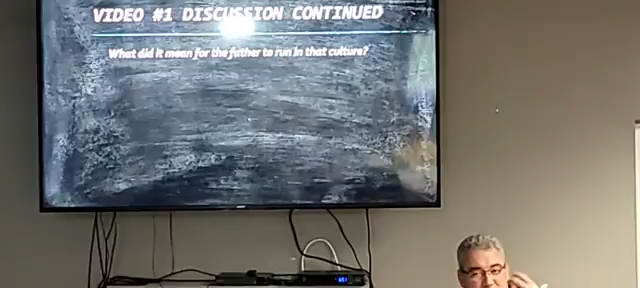 VIDEO #1 DISCUSSION CONTINUED
What did it mean for the father to run in that culture?